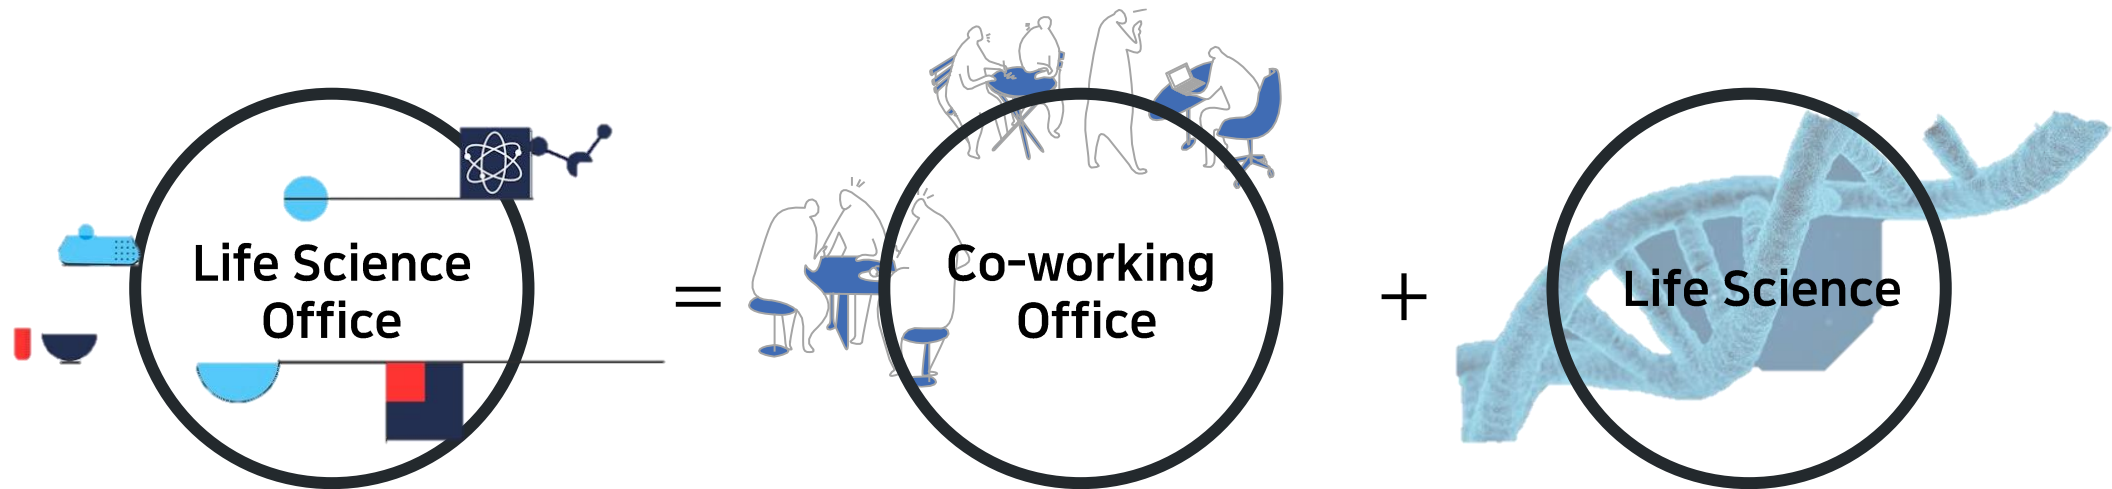 Life Science
Office
=
Co-working
Office
+
Life Science